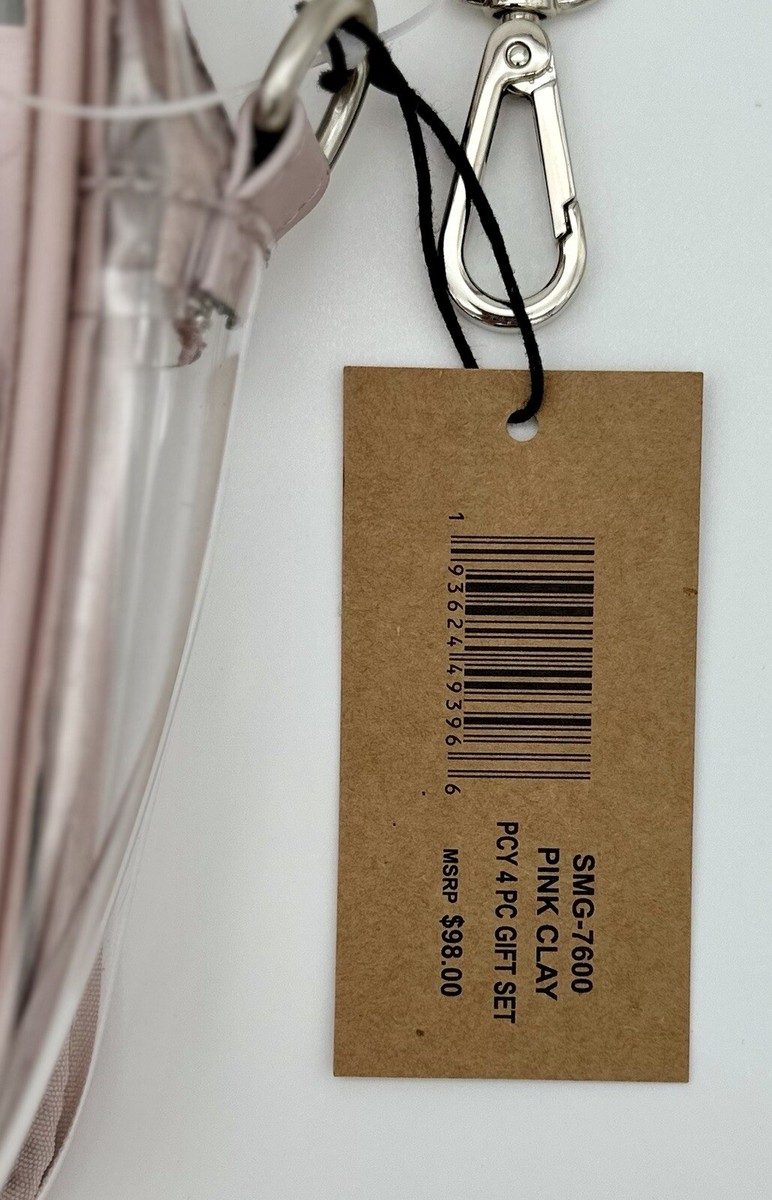 1 93624 49396 6
SMG-7600
PINK CLAY
PCY 4 PC GIFT SET
MSRP $98.00